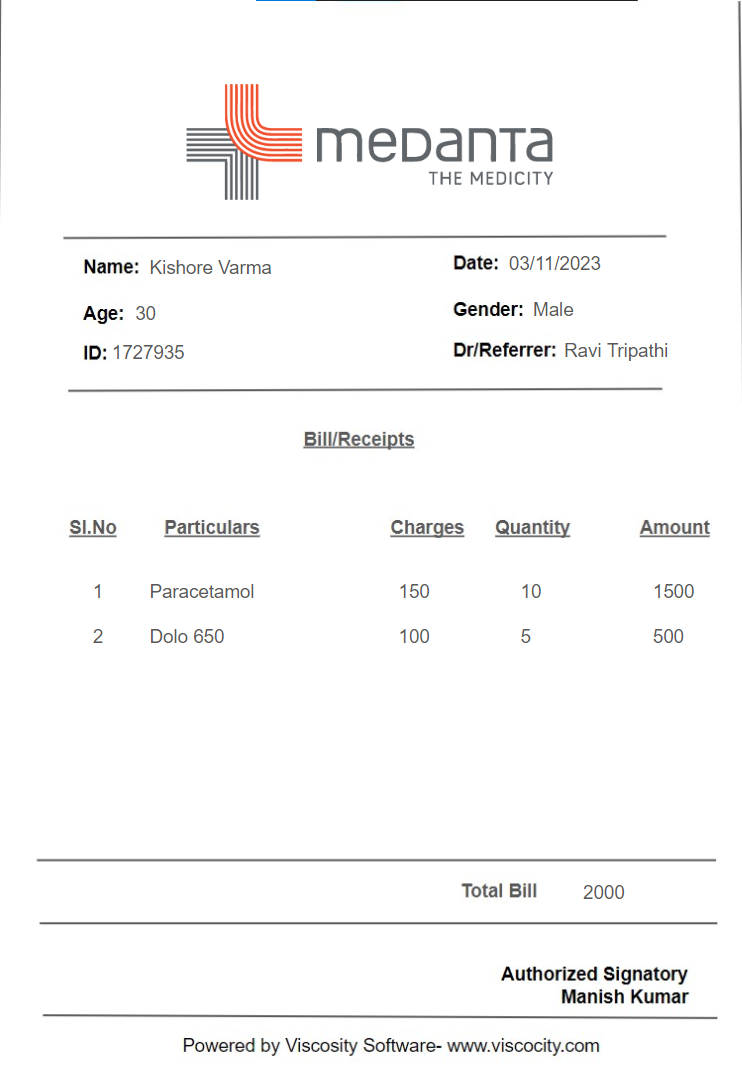 meDanTa
THE MEDICITY
Name: Kishore Varma Date: 03/11/2023
Age: 30 Gender: Male
ID: 1727935 Dr/Referrer: Ravi Tripathi
Bill/Receipts
Sl.No Particulars Charges Quantity Amount
1 Paracetamol 150 10 1500
2 Dolo 650 100 5 500
Total Bill 2000
Authorized Signatory
Manish Kumar
Powered by Viscosity Software- www.viscocity.com